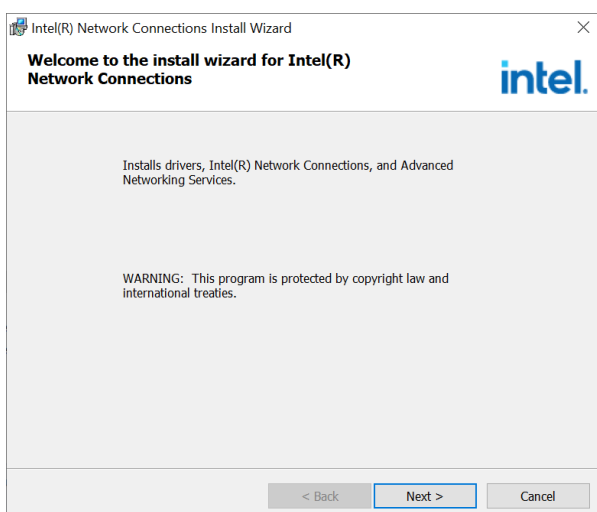 Intel(R) Network Connections Install Wizard
Welcome to the install wizard for Intel(R)
Network Connections
intel.
Installs drivers, Intel(R) Network Connections, and Advanced
Networking Services.
WARNING:  This program is protected by copyright law and
international treaties.
< Back
Next >
Cancel